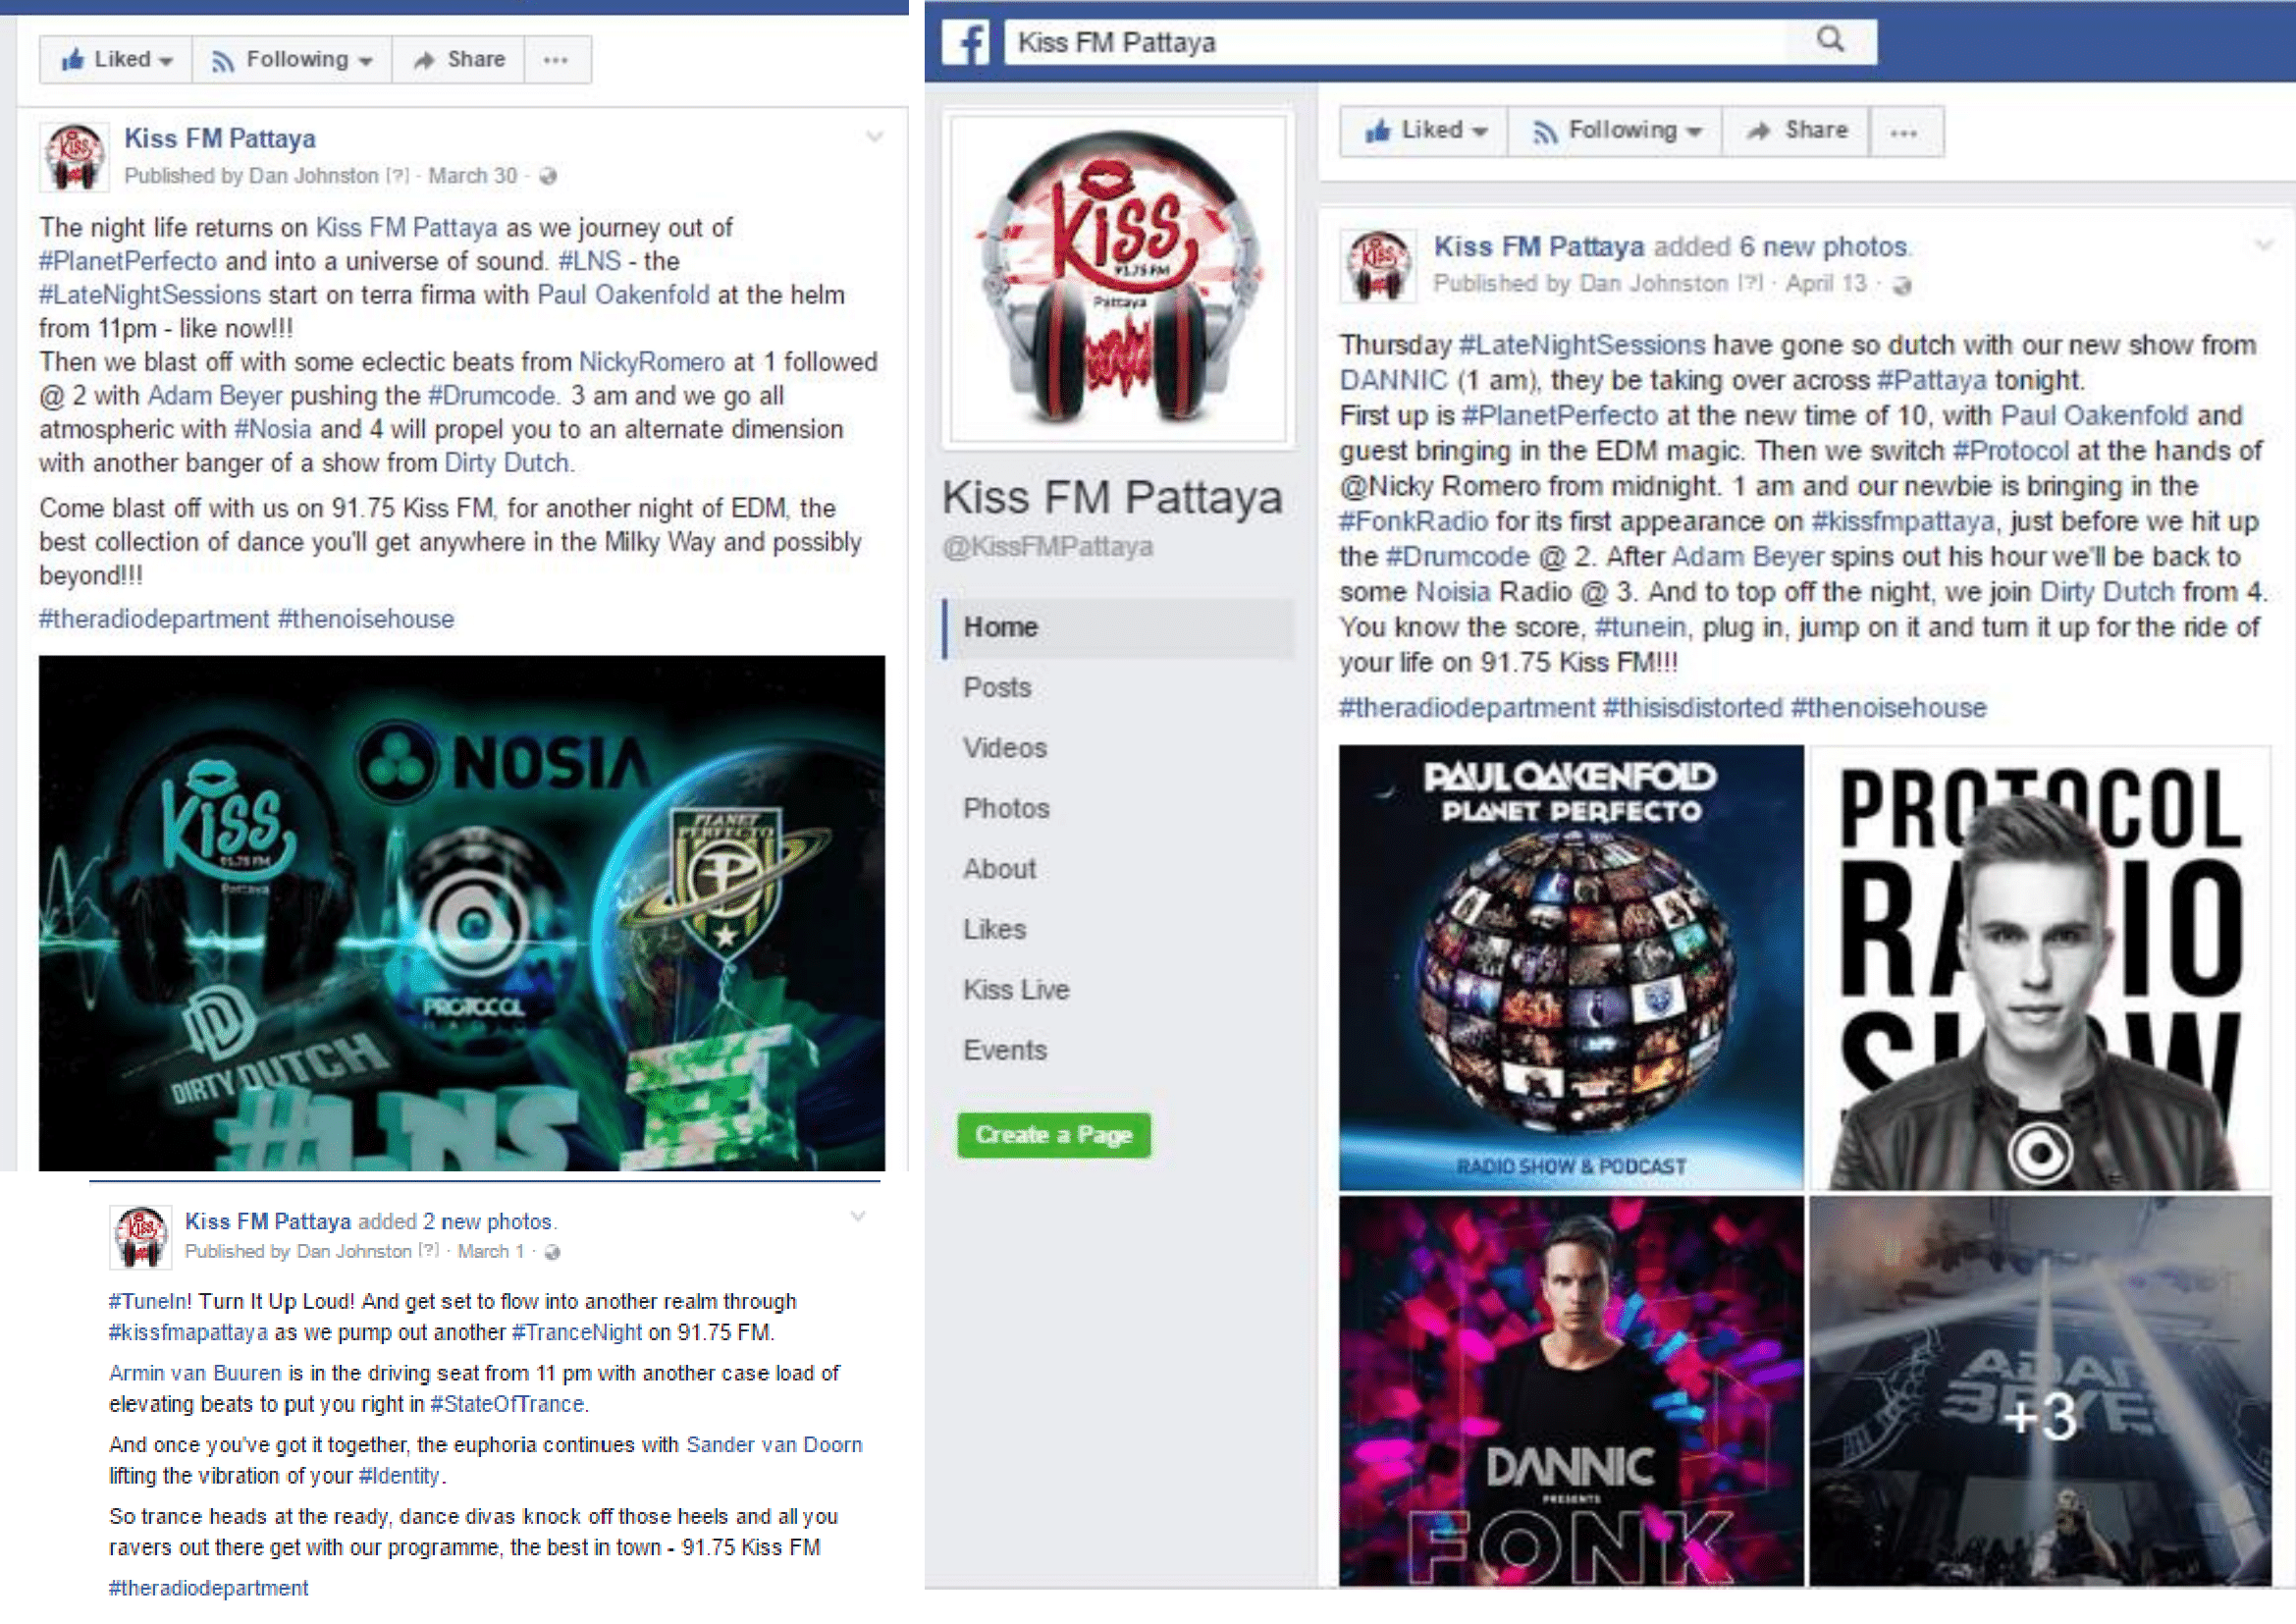 Liked
Following
Share
Kiss FM Pattaya
Published by Dan Johnston [?] · March 30 ·
The night life returns on Kiss FM Pattaya as we journey out of
#PlanetPerfecto and into a universe of sound. #LNS - the
#LateNightSessions start on terra firma with Paul Oakenfold at the helm
from 11pm - like now!!!
Then we blast off with some eclectic beats from NickyRomero at 1 followed
@ 2 with Adam Beyer pushing the #Drumcode. 3 am and we go all
atmospheric with #Nosia and 4 will propel you to an alternate dimension
with another banger of a show from Dirty Dutch.
Come blast off with us on 91.75 Kiss FM, for another night of EDM, the
best collection of dance you'll get anywhere in the Milky Way and possibly
beyond!!!
#theradiodepartment #thenoisehouse
Kiss
91.75 FM
Pattaya
NOSIA
PLANET
PERFECTO
PROTOCOL
RADIO
DIRTY DUTCH
#LNS
Kiss FM Pattaya added 2 new photos.
Published by Dan Johnston [?] · March 1 ·
#TuneIn! Turn It Up Loud! And get set to flow into another realm through
#kissfmapattaya as we pump out another #TranceNight on 91.75 FM.
Armin van Buuren is in the driving seat from 11 pm with another case load of
elevating beats to put you right in #StateOfTrance.
And once you've got it together, the euphoria continues with Sander van Doorn
lifting the vibration of your #Identity.
So trance heads at the ready, dance divas knock off those heels and all you
ravers out there get with our programme, the best in town - 91.75 Kiss FM
#theradiodepartment
Kiss FM Pattaya
Kiss
91.75 FM
Pattaya
Kiss FM Pattaya
@KissFMPattaya
Home
Posts
Videos
Photos
About
Likes
Kiss Live
Events
Create a Page
Liked
Following
Share
Kiss FM Pattaya added 6 new photos.
Published by Dan Johnston [?] · April 13 ·
Thursday #LateNightSessions have gone so dutch with our new show from
DANNIC (1 am), they be taking over across #Pattaya tonight.
First up is #PlanetPerfecto at the new time of 10, with Paul Oakenfold and
guest bringing in the EDM magic. Then we switch #Protocol at the hands of
@Nicky Romero from midnight. 1 am and our newbie is bringing in the
#FonkRadio for its first appearance on #kissfmpattaya, just before we hit up
the #Drumcode @ 2. After Adam Beyer spins out his hour we'll be back to
some Noisia Radio @ 3. And to top off the night, we join Dirty Dutch from 4.
You know the score, #tunein, plug in, jump on it and turn it up for the ride of
your life on 91.75 Kiss FM!!!
#theradiodepartment #thisisdistorted #thenoisehouse
PAUL OAKENFOLD
PLANET PERFECTO
RADIO SHOW & PODCAST
PROTOCOL
RADIO
SHOW
DANNIC
PRESENTS
FONK
ADAM
BEYER
+3